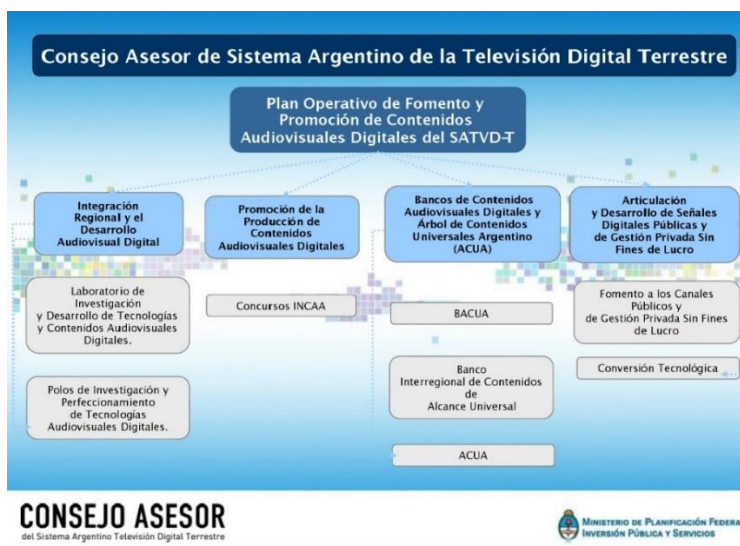 Consejo Asesor de Sistema Argentino de la Televisión Digital Terrestre
Plan Operativo de Fomento y
Promoción de Contenidos
Audiovisuales Digitales del SATVD-T
Integración
Regional y el
Desarrollo
Audiovisual Digital
Promoción de la
Producción de
Contenidos
Audiovisuales Digitales
Bancos de Contenidos
Audiovisuales Digitales y
Árbol de Contenidos
Universales Argentino
(ACUA)
Articulación
y Desarrollo de Señales
Digitales Públicas y
de Gestión Privada Sin
Fines de Lucro
Laboratorio de
Investigación
y Desarrollo de Tecnologías
y Contenidos Audiovisuales
Digitales.
Concursos INCAA
BACUA
Fomento a los Canales
Públicos y
de Gestión Privada Sin Fines
de Lucro
Polos de Investigación y
Perfeccionamiento
de Tecnologías
Audiovisuales Digitales.
Banco
Interregional de Contenidos
de
Alcance Universal
Conversión Tecnológica
ACUA
CONSEJO ASESOR
del Sistema Argentino Televisión Digital Terrestre
MINISTERIO DE PLANIFICACIÓN FEDERA
INVERSIÓN PÚBLICA Y SERVICIOS